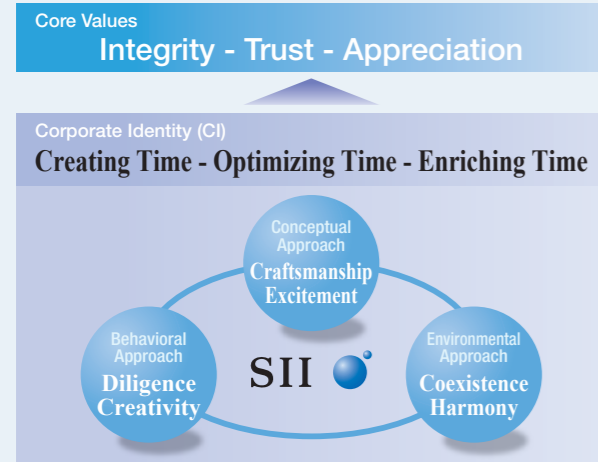 Core Values
Integrity - Trust - Appreciation
Corporate Identity (CI)
Creating Time - Optimizing Time - Enriching Time
Conceptual
Approach
Craftsmanship
Excitement
Behavioral
Approach
Diligence
Creativity
SII
Environmental
Approach
Coexistence
Harmony